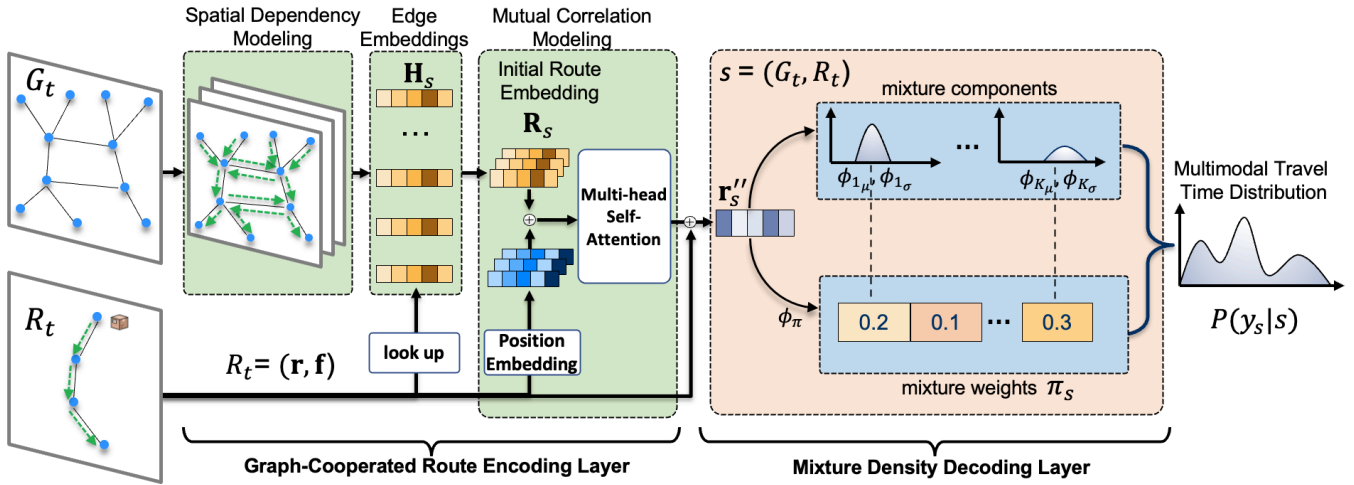 Spatial Dependency
Modeling
Edge
Embeddings
Mutual Correlation
Modeling
G_t
H_s
...
Initial Route
Embedding
R_s
Multi-head
Self-
Attention
R_t
R_t= (r, f)
look up
Position
Embedding
s = (G_t, R_t)
mixture components
ϕ_{1_μ}, ϕ_{1_σ}
...
ϕ_{K_μ}, ϕ_{K_σ}
r_s''
ϕ_π
0.2 0.1 ... 0.3
mixture weights π_s
Multimodal Travel
Time Distribution
P(y_s|s)
Graph-Cooperated Route Encoding Layer
Mixture Density Decoding Layer